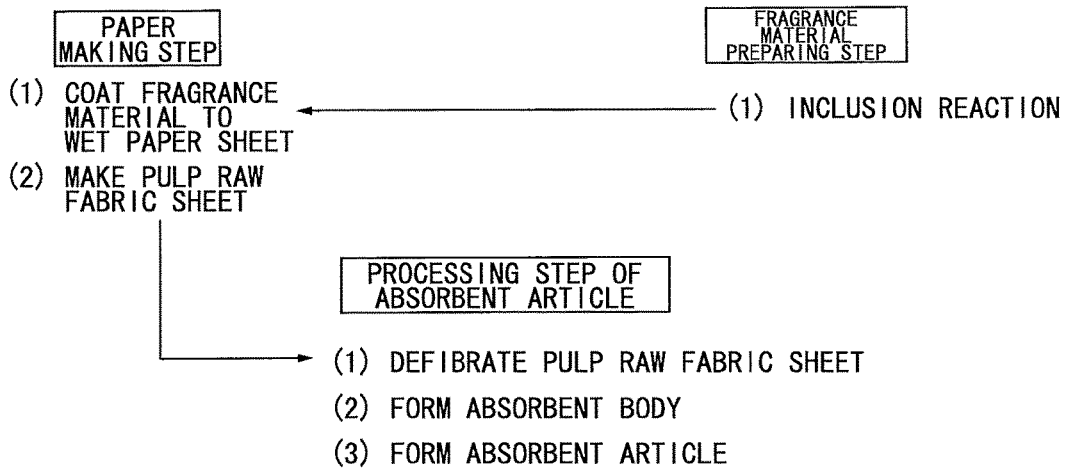 PAPER
MAKING STEP
(1) COAT FRAGRANCE
MATERIAL TO
WET PAPER SHEET
(2) MAKE PULP RAW
FABRIC SHEET
FRAGRANCE
MATERIAL
PREPARING STEP
(1) INCLUSION REACTION
PROCESSING STEP OF
ABSORBENT ARTICLE
(1) DEFIBRATE PULP RAW FABRIC SHEET
(2) FORM ABSORBENT BODY
(3) FORM ABSORBENT ARTICLE